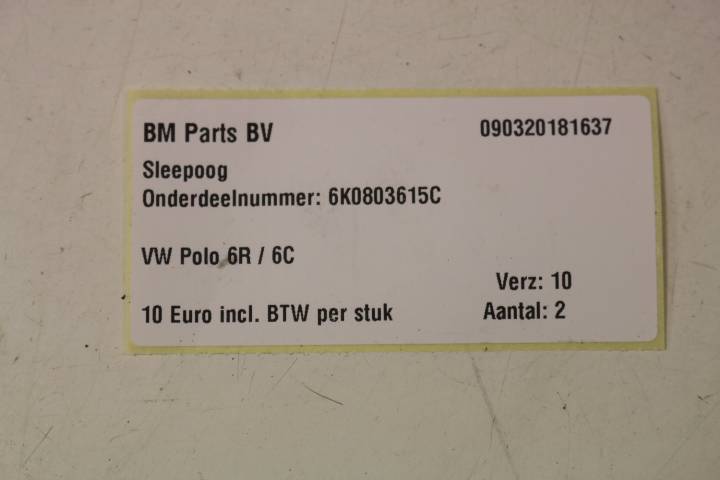 BM Parts BV 090320181637
Sleepoog
Onderdeelnummer: 6K0803615C
VW Polo 6R / 6C
Verz: 10
10 Euro incl. BTW per stuk Aantal: 2